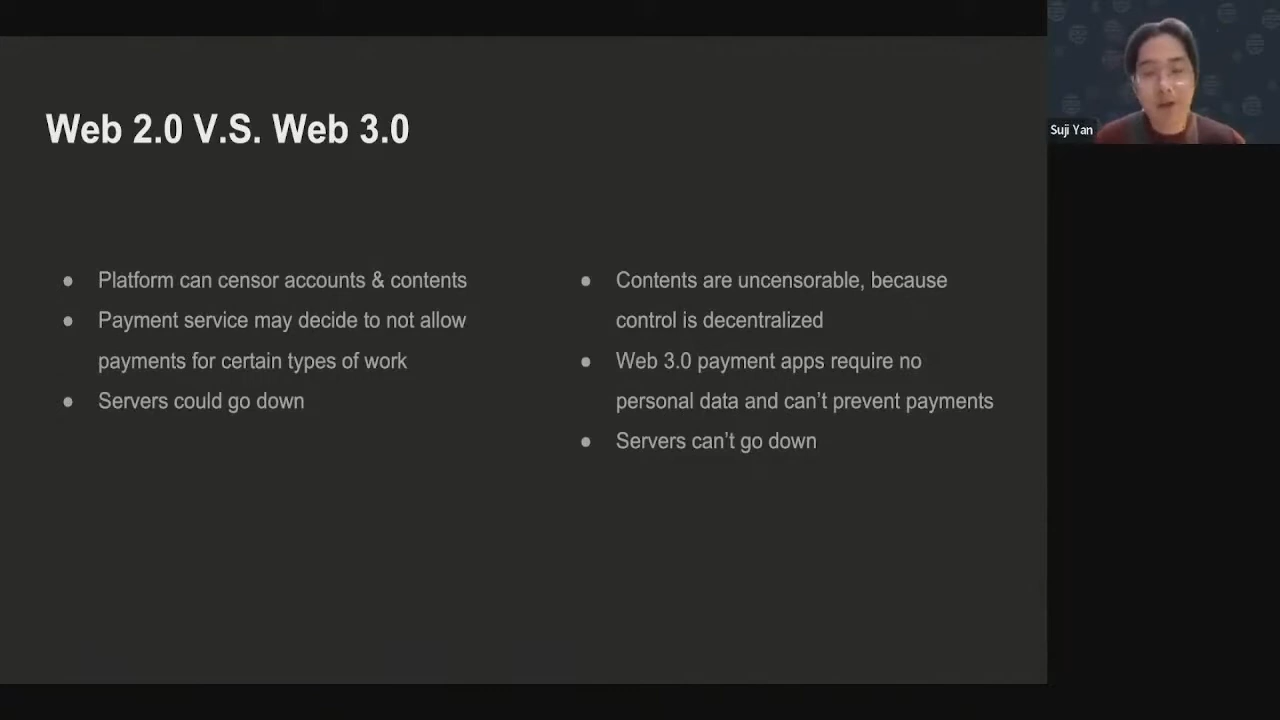 Web 2.0 V.S. Web 3.0
Suji Yan
● Platform can censor accounts & contents
● Payment service may decide to not allow
payments for certain types of work
● Servers could go down
● Contents are uncensorable, because
control is decentralized
● Web 3.0 payment apps require no
personal data and can’t prevent payments
● Servers can’t go down